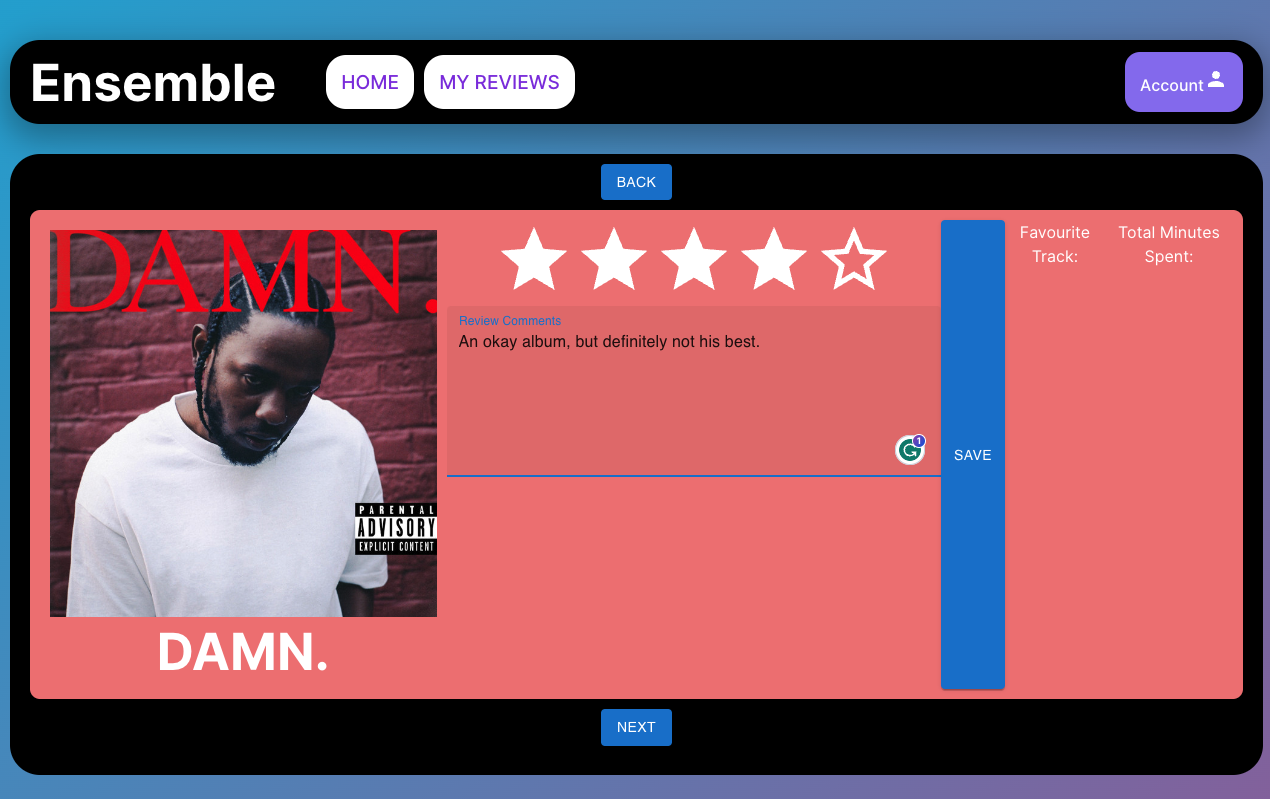 Ensemble
HOME
MY REVIEWS
Account
BACK
DAMN.
PARENTAL
ADVISORY
EXPLICIT CONTENT
DAMN.
Review Comments
An okay album, but definitely not his best.
1
SAVE
Favourite
Track:
Total Minutes
Spent:
NEXT